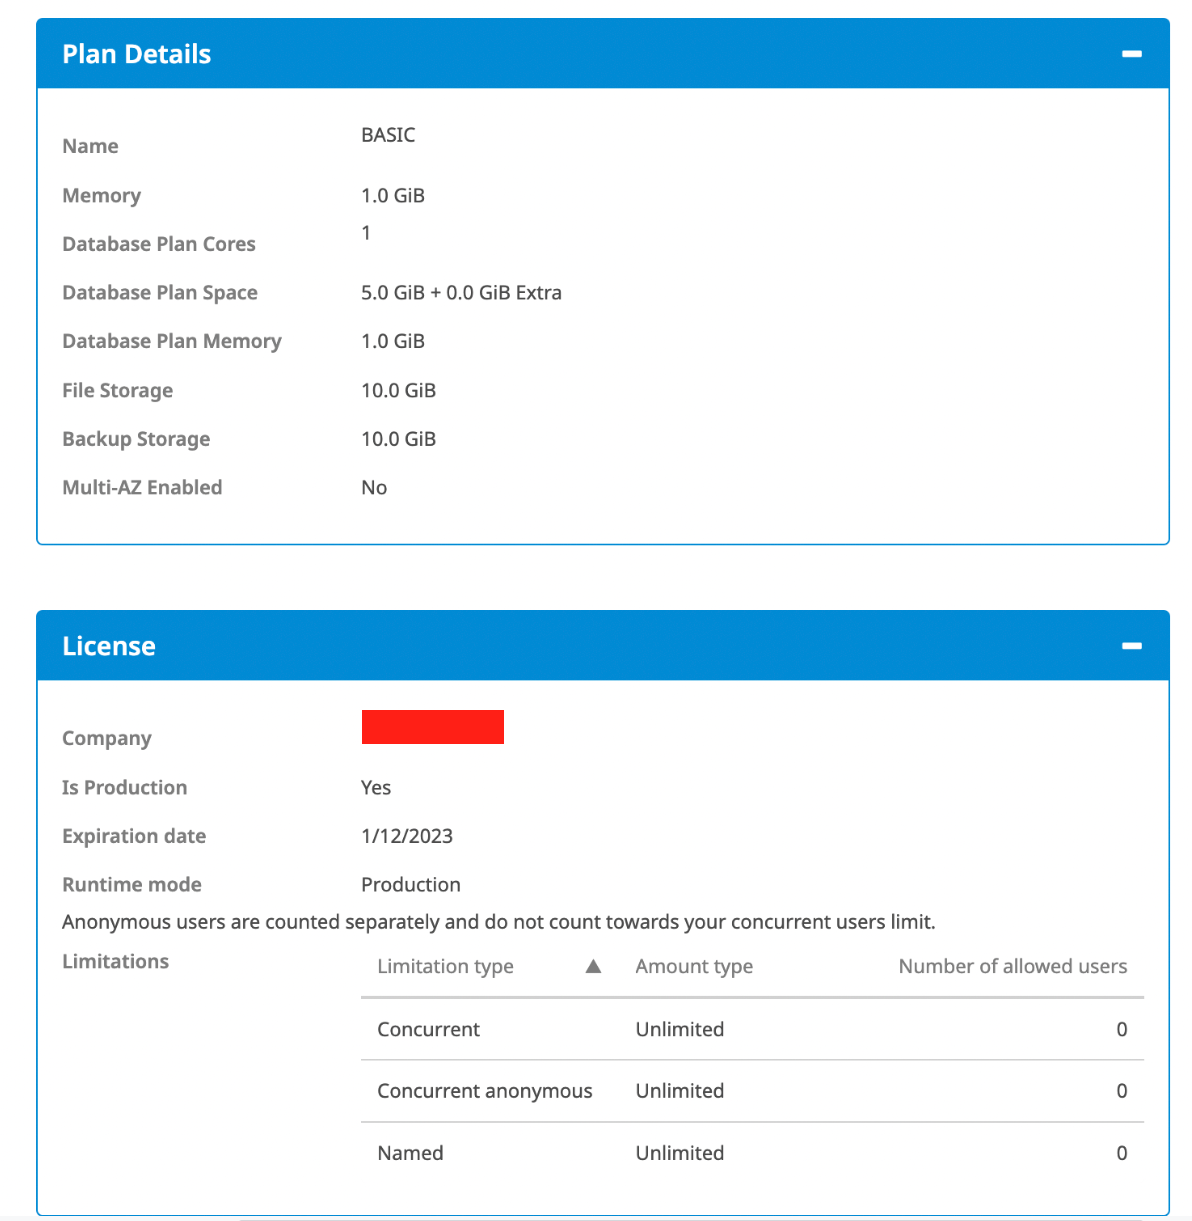 Plan Details
Name BASIC
Memory 1.0 GiB
Database Plan Cores 1
Database Plan Space 5.0 GiB + 0.0 GiB Extra
Database Plan Memory 1.0 GiB
File Storage 10.0 GiB
Backup Storage 10.0 GiB
Multi-AZ Enabled No
License
Company
Is Production Yes
Expiration date 1/12/2023
Runtime mode Production
Anonymous users are counted separately and do not count towards your concurrent users limit.
Limitations Limitation type ▲ Amount type Number of allowed users
Concurrent Unlimited 0
Concurrent anonymous Unlimited 0
Named Unlimited 0